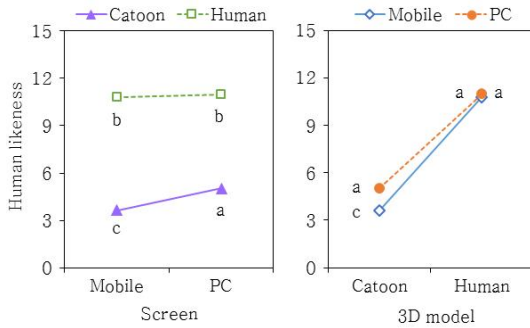 Catoon Human
Human likeness
15
12
9
6
3
0
b
b
c
a
Mobile
PC
Screen
Mobile PC
15
12
9
6
3
0
a
a
a
c
Catoon
Human
3D model